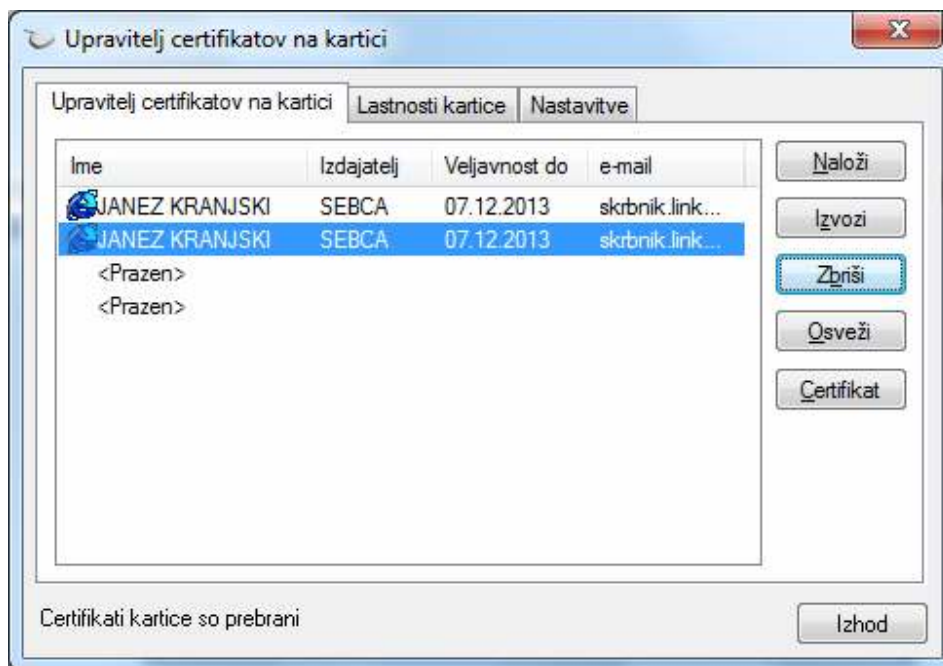 Upravitelj certifikatov na kartici
Upravitelj certifikatov na kartici Lastnosti kartice Nastavitve
Ime Izdajatelj Veljavnost do e-mail
JANEZ KRANJSKI SEBCA 07.12.2013 skrbnik.link...
JANEZ KRANJSKI SEBCA 07.12.2013 skrbnik.link...
<Prazen>
<Prazen>
Naloži
Izvozi
Zbriši
Osveži
Certifikat
Certifikati kartice so prebrani
Izhod